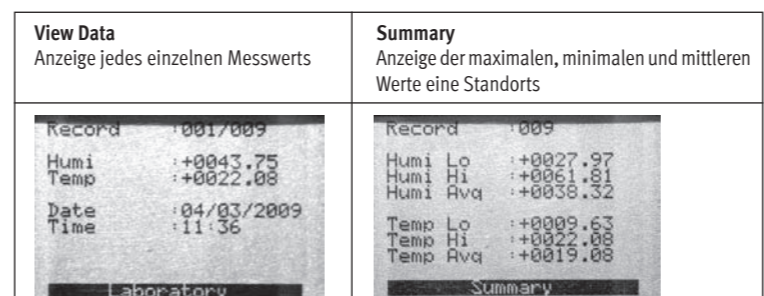 View Data
Anzeige jedes einzelnen Messwerts
Summary
Anzeige der maximalen, minimalen und mittleren
Werte eine Standorts
Record :001/009
Humi :+0043.75
Temp :+0022.08
Date :04/03/2009
Time :11:36
Laboratory
Record :009
Humi Lo :+0027.97
Humi Hi :+0061.81
Humi Avg :+0038.32
Temp Lo :+0009.63
Temp Hi :+0022.08
Temp Avg :+0019.08
Summary